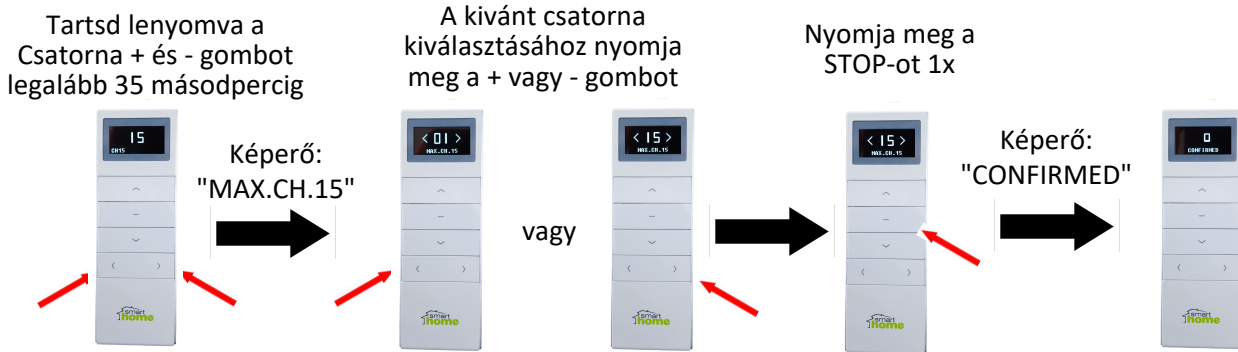 Tartsd lenyomva a
Csatorna + és - gombot
legalább 35 másodpercig
A kivánt csatorna
kiválasztásához nyomja
meg a + vagy - gombot
Nyomja meg a
STOP-ot 1x
15
CH15
smart
home
Képerő:
"MAX.CH.15"
< 01 >
MAX.CH.15
smart
home
vagy
< 15 >
MAX.CH.15
smart
home
< 15 >
MAX.CH.15
smart
home
Képerő:
"CONFIRMED"
0
CONFIRMED
smart
home